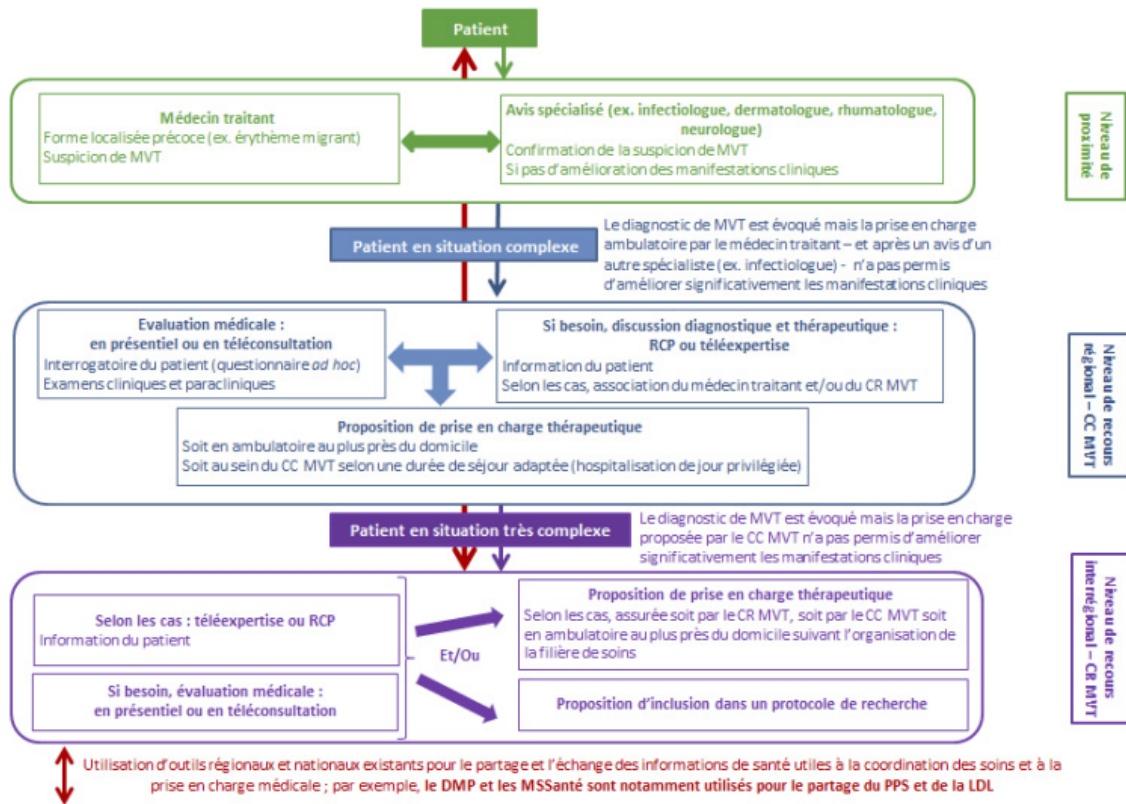 Patient
Médecin traitant
Forme localisée précoce (ex. érythème migrant)
Suspicion de MVT
Avis spécialisé (ex. infectiologue, dermatologue, rhumatologue,
neurologue)
Confirmation de la suspicion de MVT
Si pas d'amélioration des manifestations cliniques
Niveau de
proximité
Patient en situation complexe
Le diagnostic de MVT est évoqué mais la prise en charge
ambulatoire par le médecin traitant – et après un avis d'un
autre spécialiste (ex. infectiologue) - n'a pas permis
d'améliorer significativement les manifestations cliniques
Evaluation médicale :
en présentiel ou en téléconsultation
Interrogatoire du patient (questionnaire ad hoc)
Examens cliniques et paracliniques
Si besoin, discussion diagnostique et thérapeutique :
RCP ou téléexpertise
Information du patient
Selon les cas, association du médecin traitant et/ou du CR MVT
Proposition de prise en charge thérapeutique
Soit en ambulatoire au plus près du domicile
Soit au sein du CC MVT selon une durée de séjour adaptée (hospitalisation de jour privilégiée)
Niveau de recours
régional – CC MVT
Patient en situation très complexe
Le diagnostic de MVT est évoqué mais la prise en charge
proposée par le CC MVT n'a pas permis d'améliorer
significativement les manifestations cliniques
Selon les cas : téléexpertise ou RCP
Information du patient
Si besoin, évaluation médicale :
en présentiel ou en téléconsultation
Et/Ou
Proposition de prise en charge thérapeutique
Selon les cas, assurée soit par le CR MVT, soit par le CC MVT soit
en ambulatoire au plus près du domicile suivant l'organisation de
la filière de soins
Proposition d'inclusion dans un protocole de recherche
Niveau de recours
interrégional – CR MVT
Utilisation d'outils régionaux et nationaux existants pour le partage et l'échange des informations de santé utiles à la coordination des soins et à la
prise en charge médicale ; par exemple, le DMP et les MSSanté sont notamment utilisés pour le partage du PPS et de la LDL